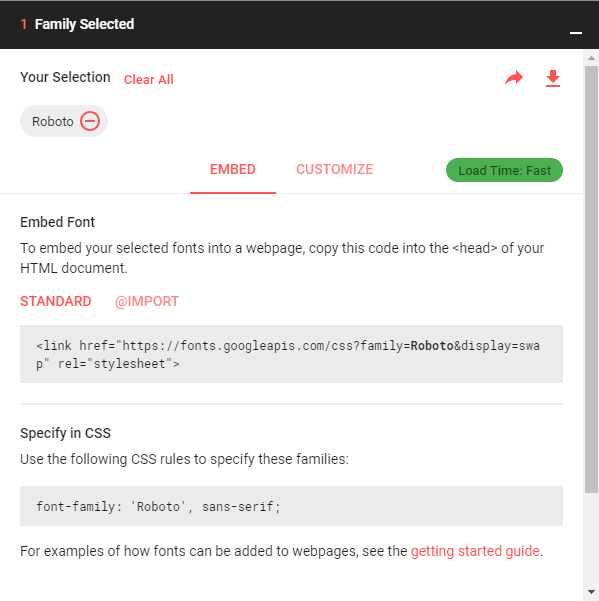 1 Family Selected
Your Selection Clear All
Roboto
EMBED CUSTOMIZE Load Time: Fast
Embed Font
To embed your selected fonts into a webpage, copy this code into the <head> of your
HTML document.
STANDARD @IMPORT
<link href="https://fonts.googleapis.com/css?family=Roboto&display=swa
p" rel="stylesheet">
Specify in CSS
Use the following CSS rules to specify these families:
font-family: 'Roboto', sans-serif;
For examples of how fonts can be added to webpages, see the getting started guide.